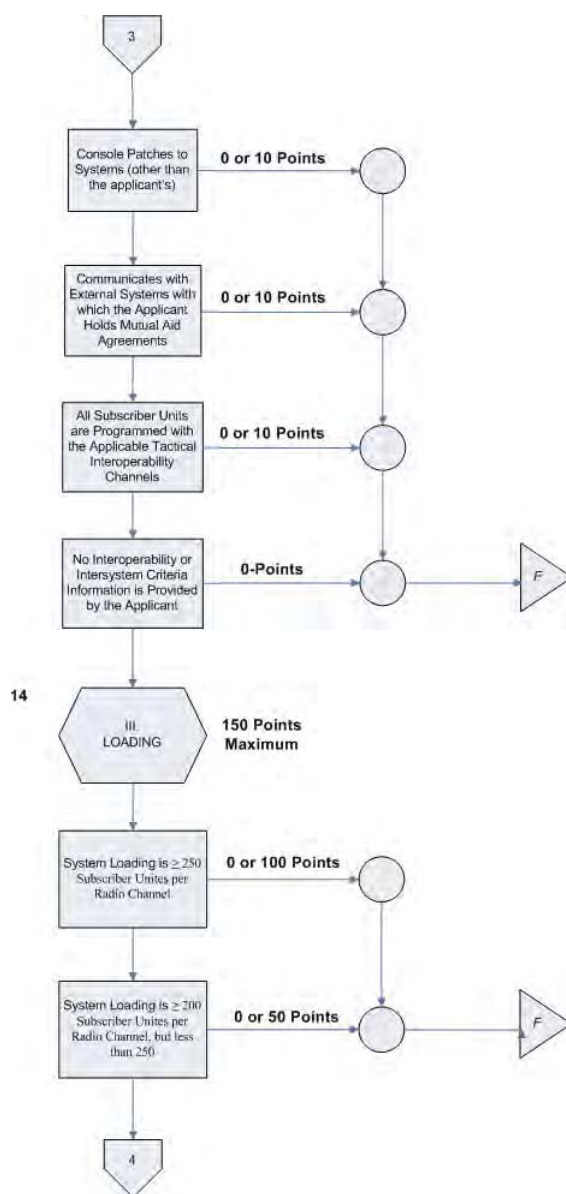 3
Console Patches to
Systems (other than
the applicant's)
0 or 10 Points
Communicates with
External Systems with
which the Applicant
Holds Mutual Aid
Agreements
0 or 10 Points
All Subscriber Units
are Programmed with
the Applicable Tactical
Interoperability
Channels
0 or 10 Points
No Interoperability or
Intersystem Criteria
Information is Provided
by the Applicant
0-Points
F
14
III.
LOADING
150 Points
Maximum
System Loading is ≥ 250
Subscriber Unites per
Radio Channel
0 or 100 Points
System Loading is ≥ 200
Subscriber Unites per
Radio Channel, but less
than 250
0 or 50 Points
F
4